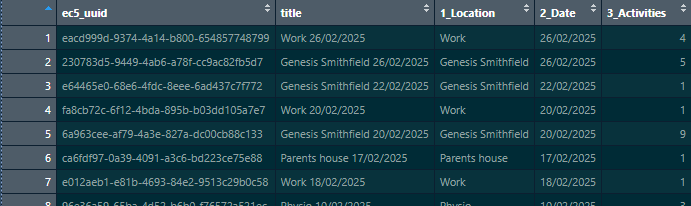 ec5_uuid title 1_Location 2_Date 3_Activities
1 eacd999d-9374-4a14-b800-654857748799 Work 26/02/2025 Work 26/02/2025 4
2 230783d5-9449-4ab6-a78f-cc9ac82fb5d7 Genesis Smithfield 26/02/2025 Genesis Smithfield 26/02/2025 5
3 e64465e0-68e6-4fdc-8eee-6ad437c7f772 Genesis Smithfield 22/02/2025 Genesis Smithfield 22/02/2025 1
4 fa8cb72c-6f12-4bda-895b-b03dd105a7e7 Work 20/02/2025 Work 20/02/2025 1
5 6a963cee-af79-4a3e-827a-dc00cb88c133 Genesis Smithfield 20/02/2025 Genesis Smithfield 20/02/2025 9
6 ca6fdf97-0a39-4091-a3c6-bd223ce75e88 Parents house 17/02/2025 Parents house 17/02/2025 1
7 e012aeb1-e81b-4693-84e2-9513c29b0c58 Work 18/02/2025 Work 18/02/2025 1